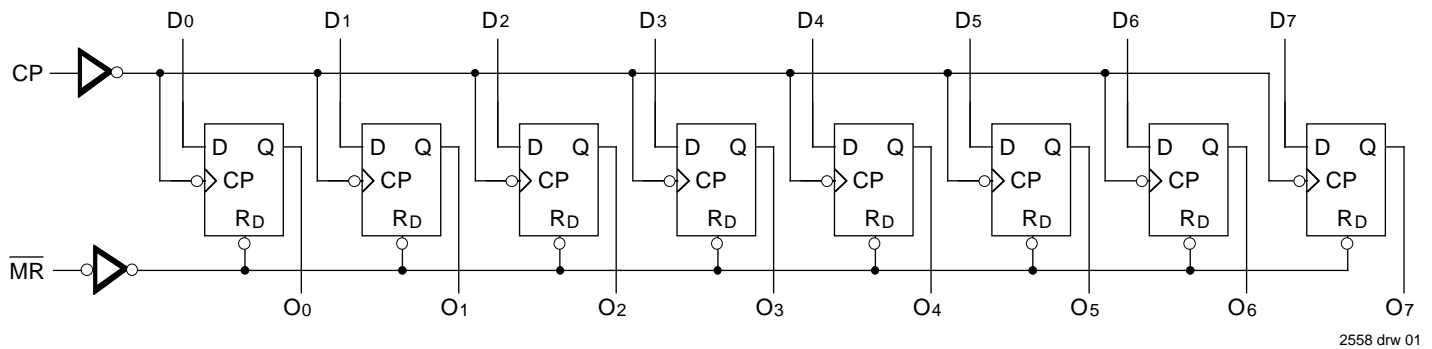 D0 D1 D2 D3 D4 D5 D6 D7
CP
D Q D Q D Q D Q D Q D Q D Q D Q
CP CP CP CP CP CP CP CP
RD RD RD RD RD RD RD RD
M̅R̅
O0 O1 O2 O3 O4 O5 O6 O7
2558 drw 01